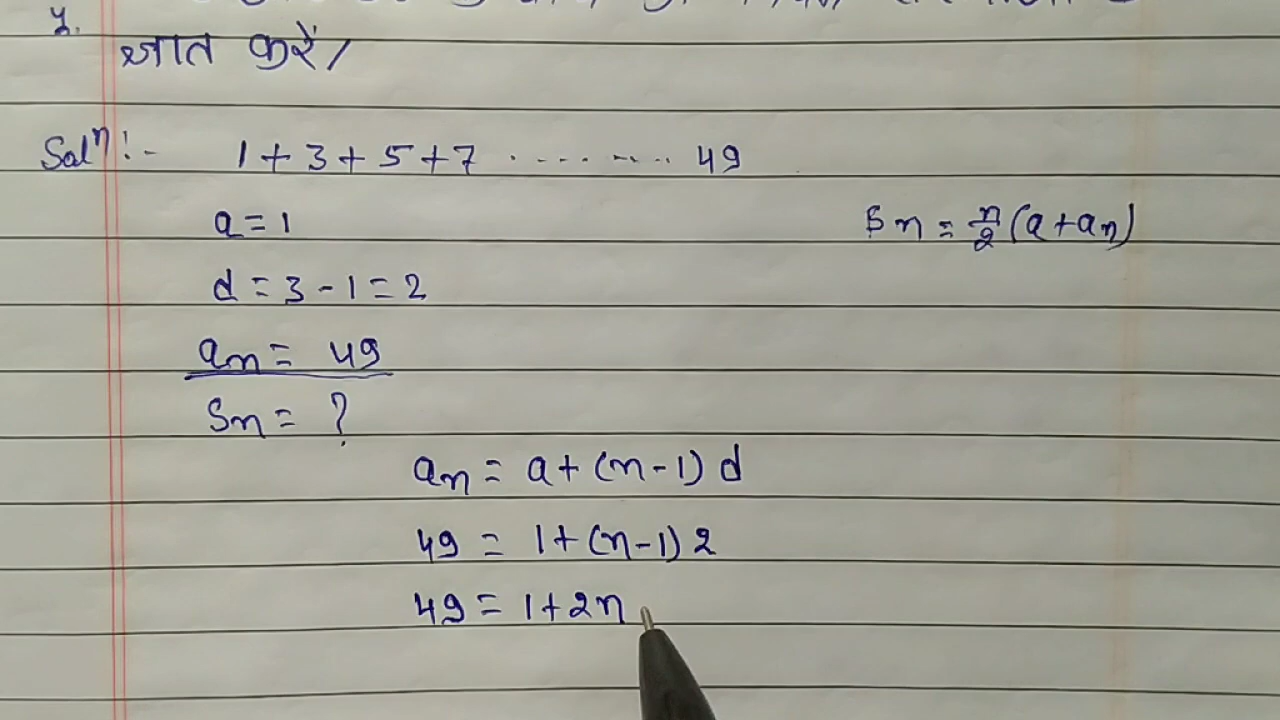 ज्ञात करें।
Solⁿ:- 1 + 3 + 5 + 7 ............ 49
a = 1
Sn = n/2 (a + an)
d = 3 - 1 = 2
an = 49
Sn = ?
an = a + (n - 1) d
49 = 1 + (n - 1) 2
49 = 1 + 2n